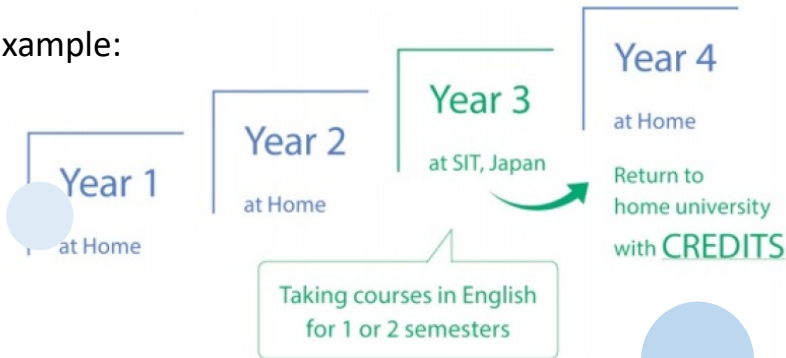 xample:
Year 1
at Home
Year 2
at Home
Year 3
at SIT, Japan
Taking courses in English
for 1 or 2 semesters
Year 4
at Home
Return to
home university
with CREDITS